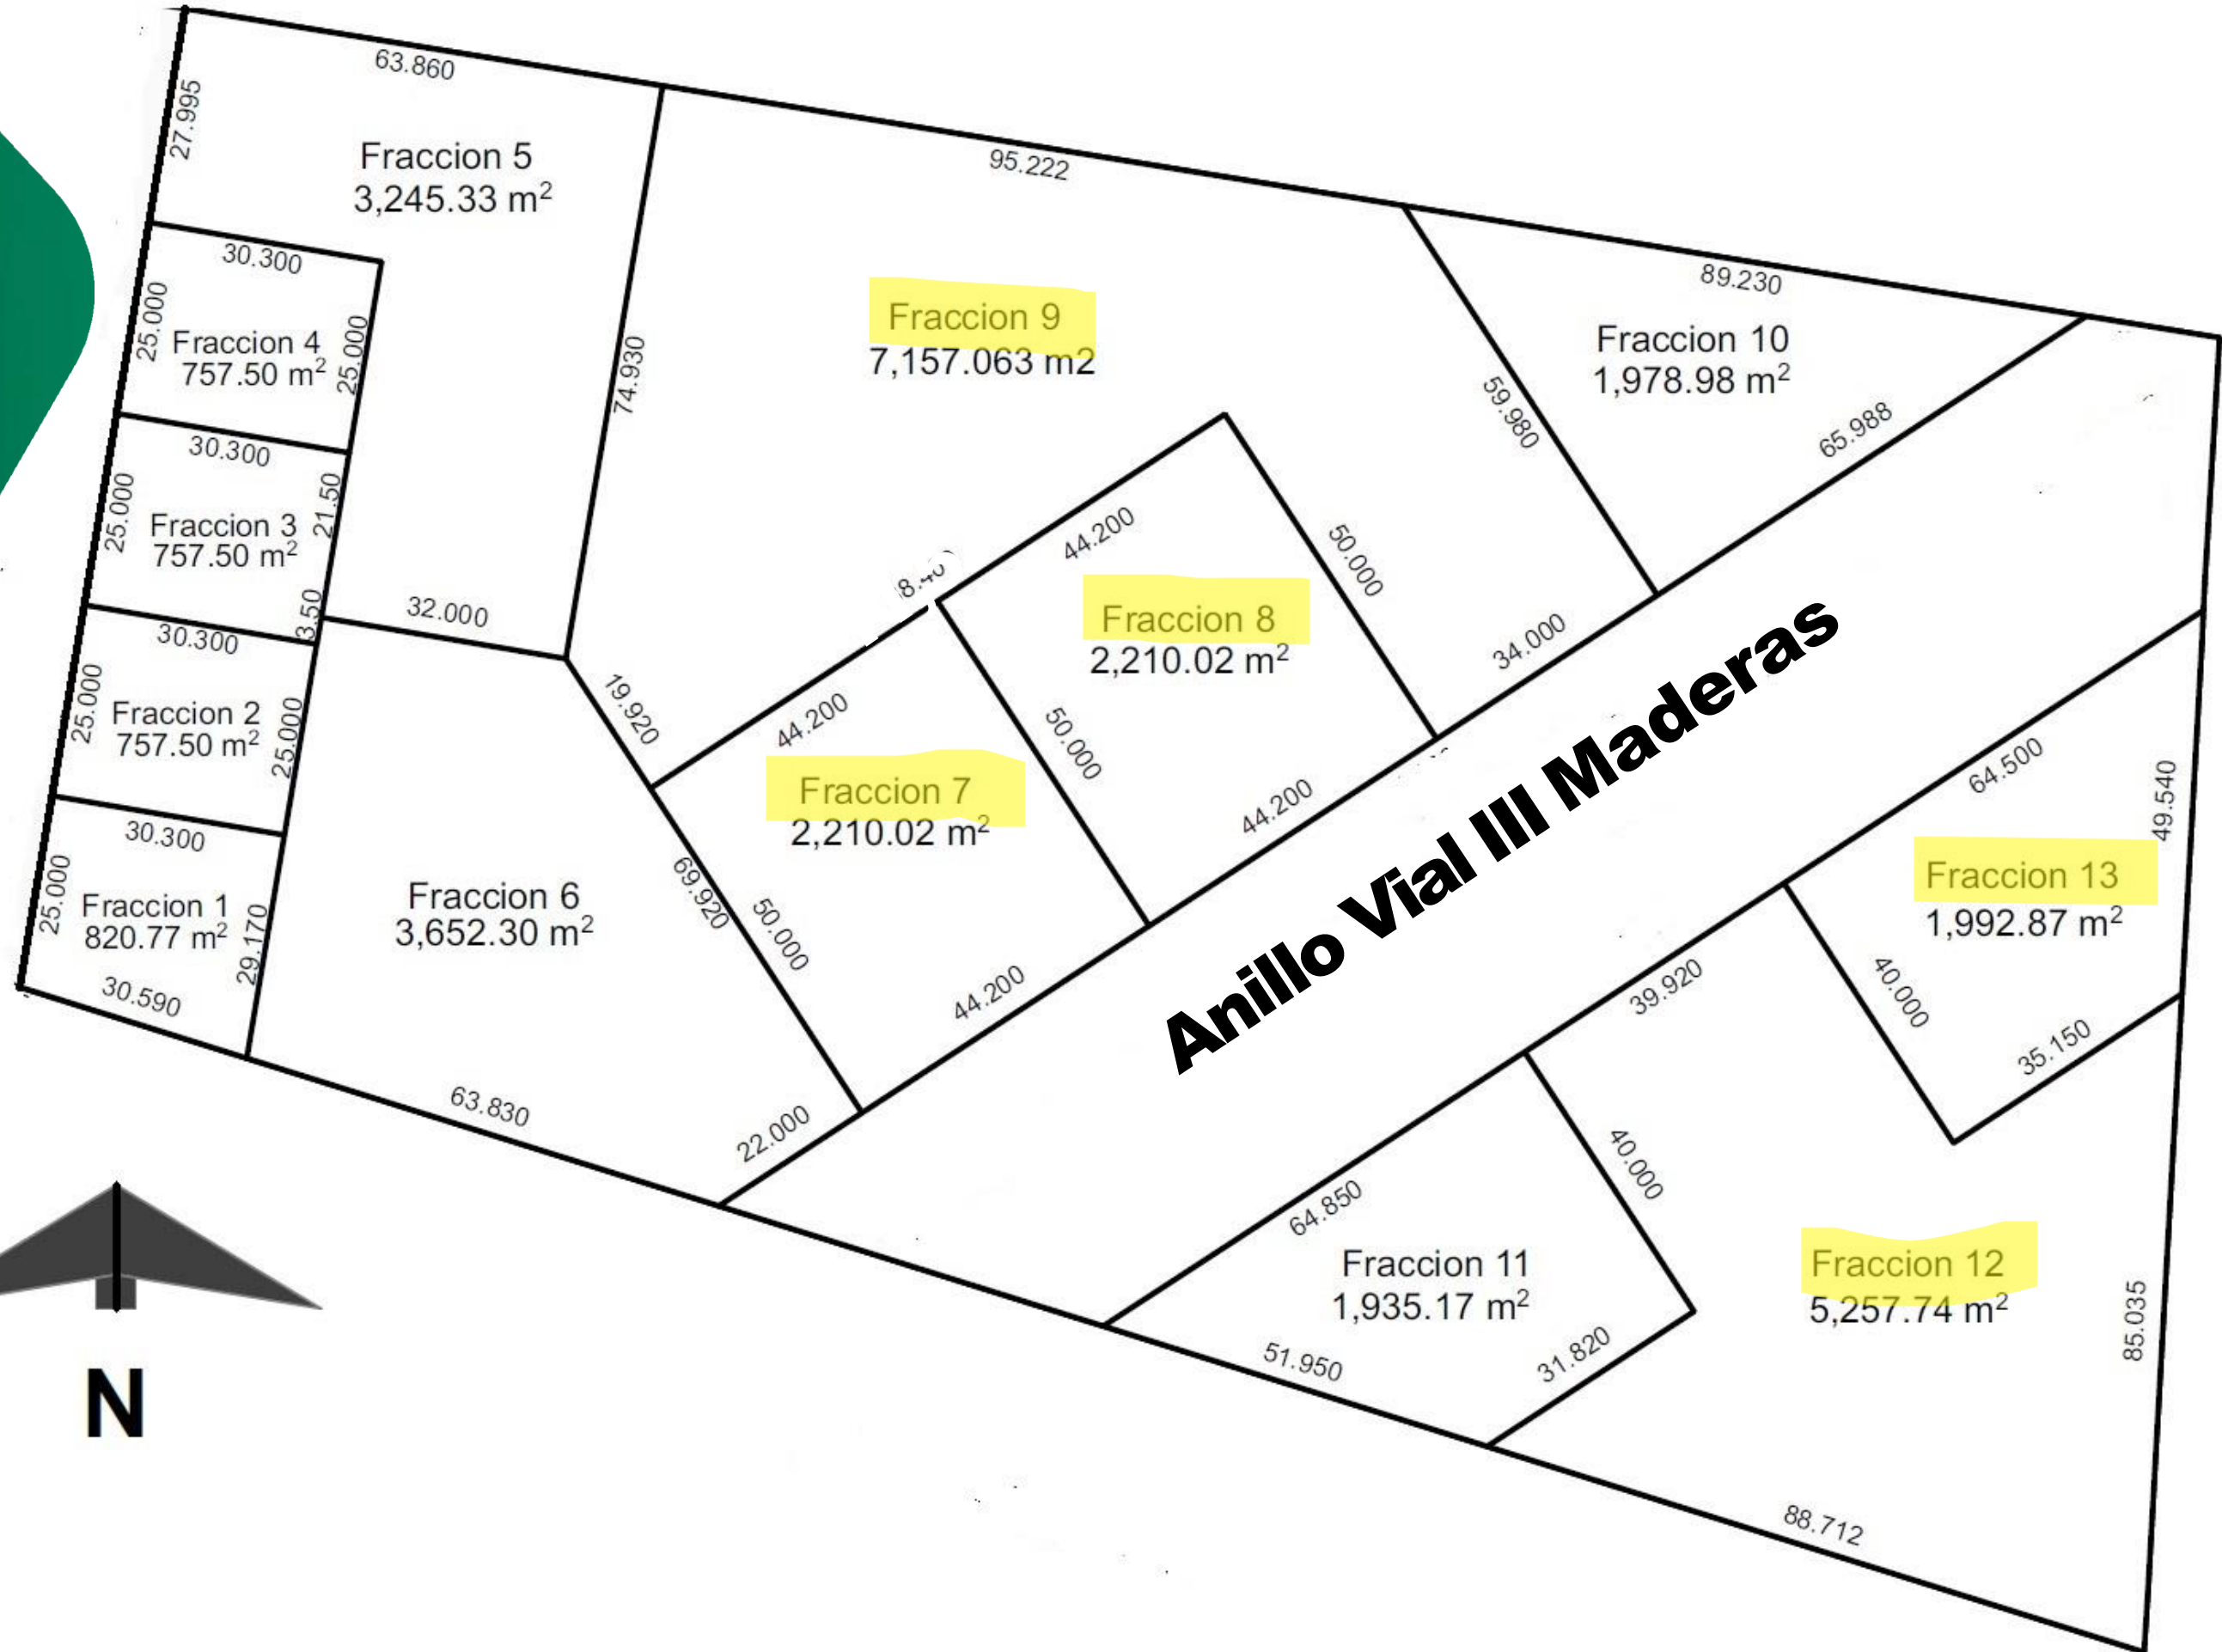 63.860
27.995
Fraccion 5
3,245.33 m²
95.222
30.300
25.000
Fraccion 4
757.50 m²
25.000
74.930
Fraccion 9
7,157.063 m2
89.230
Fraccion 10
1,978.98 m²
59.980
65.988
30.300
25.000
Fraccion 3
757.50 m²
21.50
3.50
32.000
44.200
50.000
Fraccion 8
2,210.02 m²
34.000
30.300
25.000
Fraccion 2
757.50 m²
25.000
19.920
44.200
50.000
44.200
Anillo Vial III Maderas
64.500
49.540
Fraccion 7
2,210.02 m²
30.300
25.000
Fraccion 1
820.77 m²
29.170
30.590
Fraccion 6
3,652.30 m²
69.920
50.000
44.200
Fraccion 13
1,992.87 m²
40.000
35.150
39.920
63.830
22.000
64.850
40.000
Fraccion 11
1,935.17 m²
31.820
51.950
Fraccion 12
5,257.74 m²
85.035
88.712
N